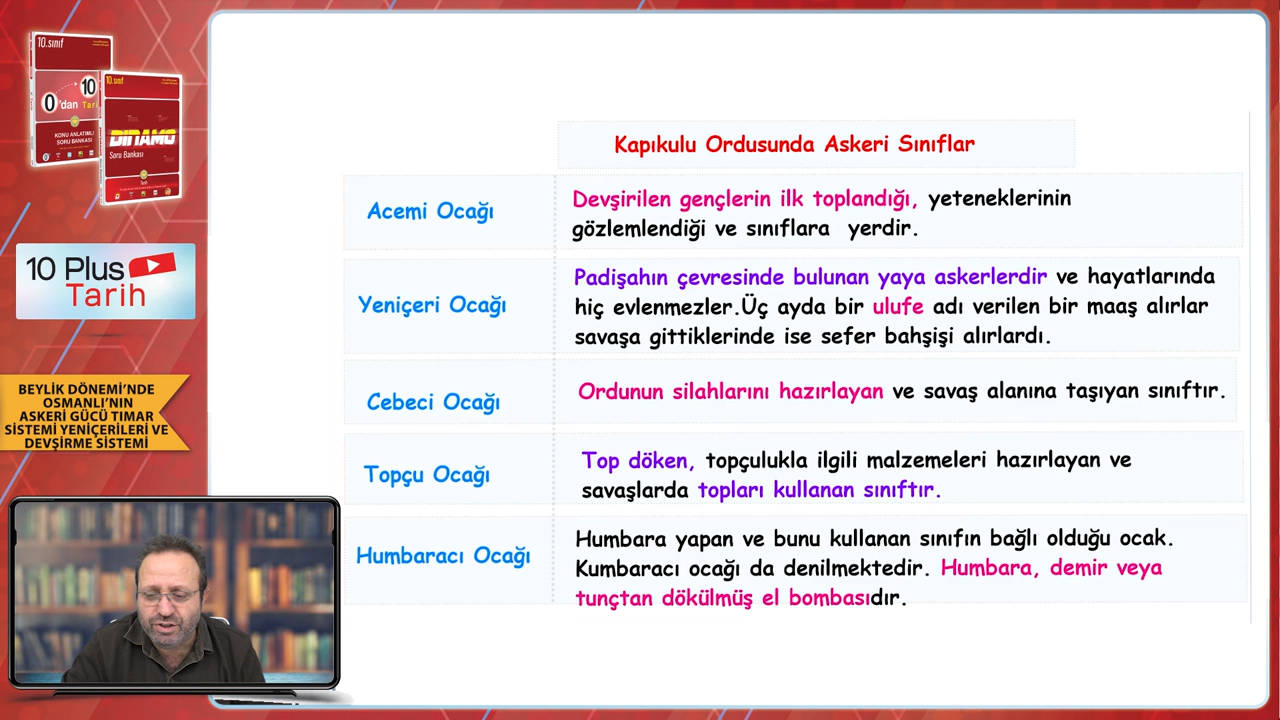 10.sınıf
0'dan 10
Tarih
KONU ANLATIMLI
SORU BANKASI
10.sınıf
DINAMO
Soru Bankası
Tarih
10 Plus
Tarih
BEYLİK DÖNEMİ'NDE
OSMANLI'NIN
ASKERİ GÜCÜ TIMAR
SİSTEMİ YENİÇERİLERİ VE
DEVŞİRME SİSTEMİ
Kapıkulu Ordusunda Askeri Sınıflar
Acemi Ocağı
Devşirilen gençlerin ilk toplandığı, yeteneklerinin
gözlemlendiği ve sınıflara yerdir.
Yeniçeri Ocağı
Padişahın çevresinde bulunan yaya askerlerdir ve hayatlarında
hiç evlenmezler.Üç ayda bir ulufe adı verilen bir maaş alırlar
savaşa gittiklerinde ise sefer bahşişi alırlardı.
Cebeci Ocağı
Ordunun silahlarını hazırlayan ve savaş alanına taşıyan sınıftır.
Topçu Ocağı
Top döken, topçulukla ilgili malzemeleri hazırlayan ve
savaşlarda topları kullanan sınıftır.
Humbaracı Ocağı
Humbara yapan ve bunu kullanan sınıfın bağlı olduğu ocak.
Kumbaracı ocağı da denilmektedir. Humbara, demir veya
tunçtan dökülmüş el bombasıdır.